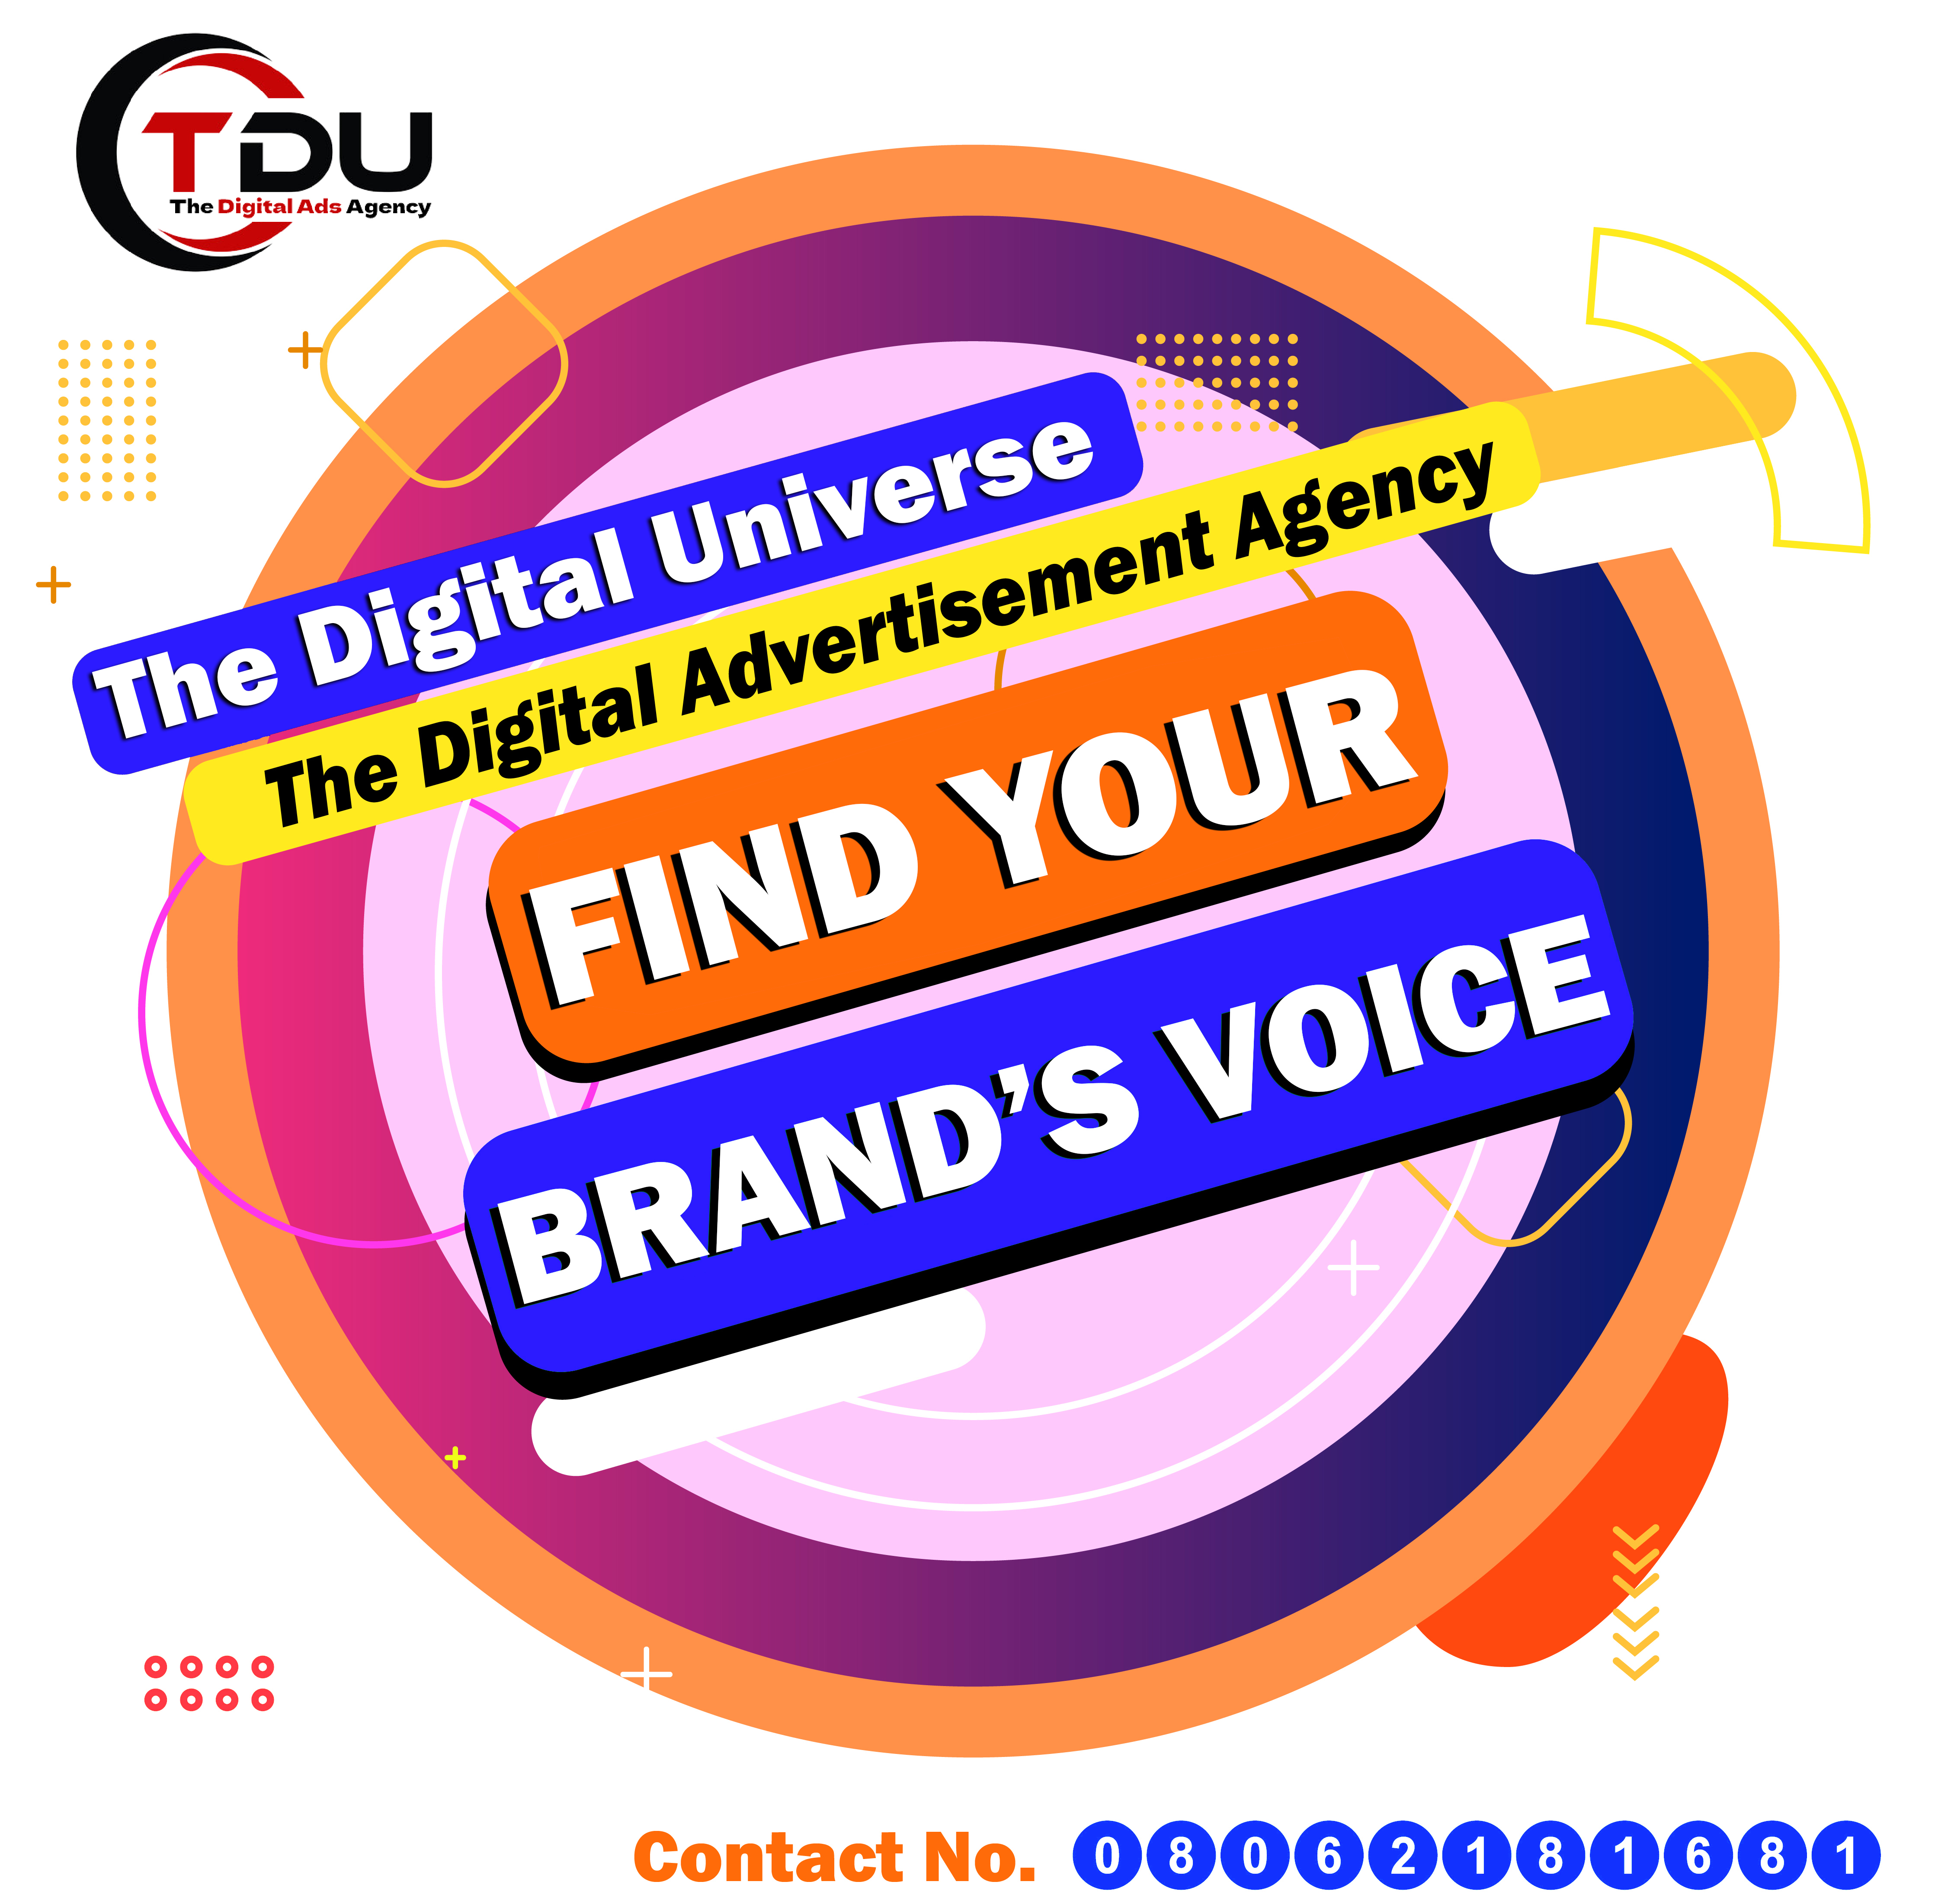 TDU
The Digital Ads Agency
The Digital Universe
The Digital Advertisement Agency
FIND YOUR
BRAND’S VOICE
Contact No. 08062181681